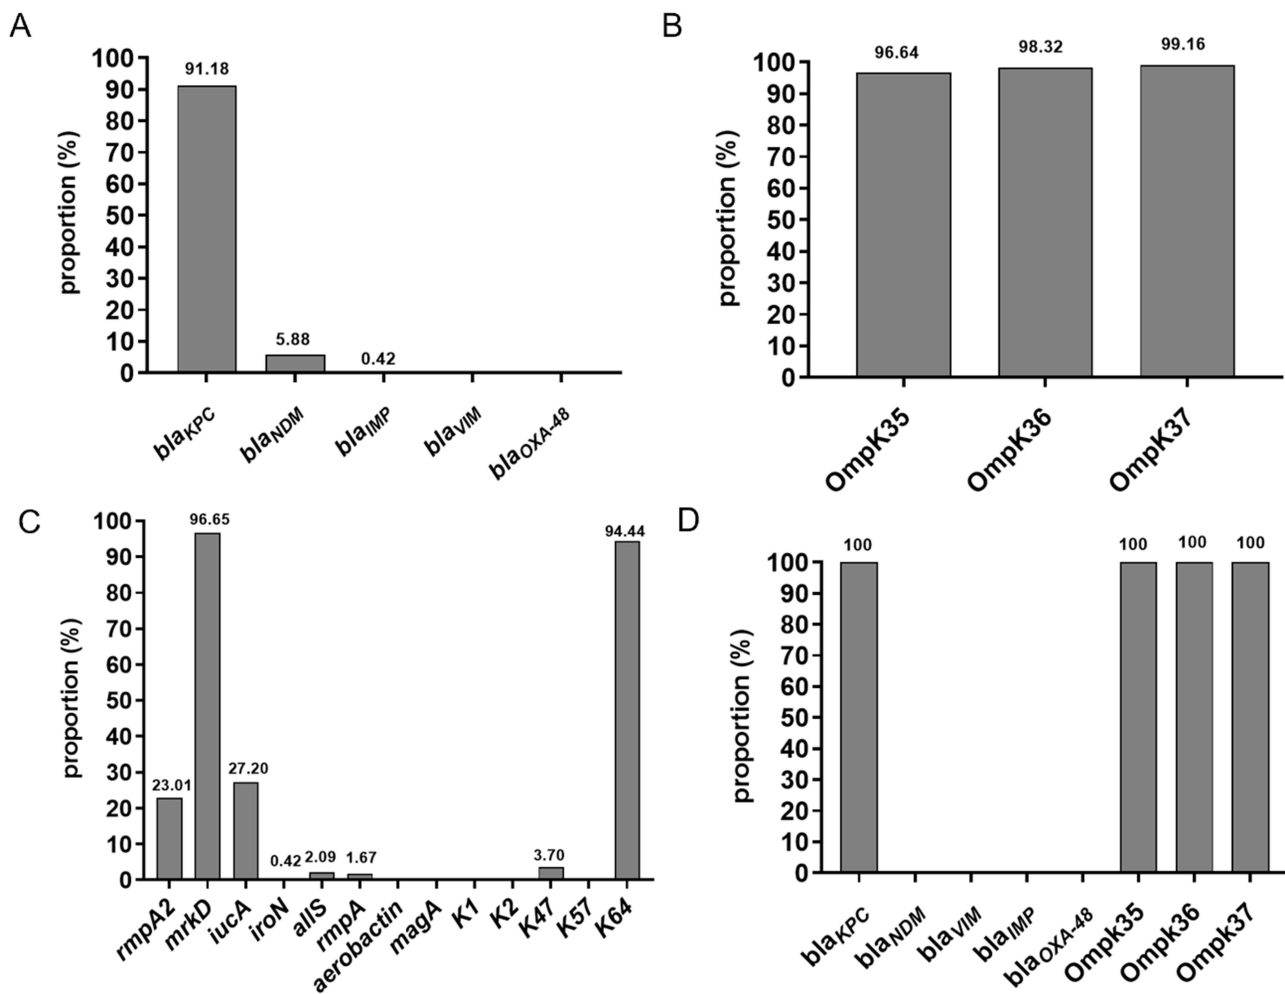 A
proportion (%)
100
90
80
70
60
50
40
30
20
10
0
91.18
5.88
0.42
blaKPC
blaNDM
blaIMP
blaVIM
blaOXA-48
B
proportion (%)
100
90
80
70
60
50
40
30
20
10
0
96.64
98.32
99.16
OmpK35
OmpK36
OmpK37
C
proportion (%)
100
90
80
70
60
50
40
30
20
10
0
23.01
96.65
27.20
0.42
2.09
1.67
3.70
94.44
rmpA2
mrkD
iucA
iroN
allS
rmpA
aerobactin
magA
K1
K2
K47
K57
K64
D
proportion (%)
100
90
80
70
60
50
40
30
20
10
0
100
100
100
100
blaKPC
blaNDM
blaVIM
blaIMP
blaOXA-48
Ompk35
Ompk36
Ompk37